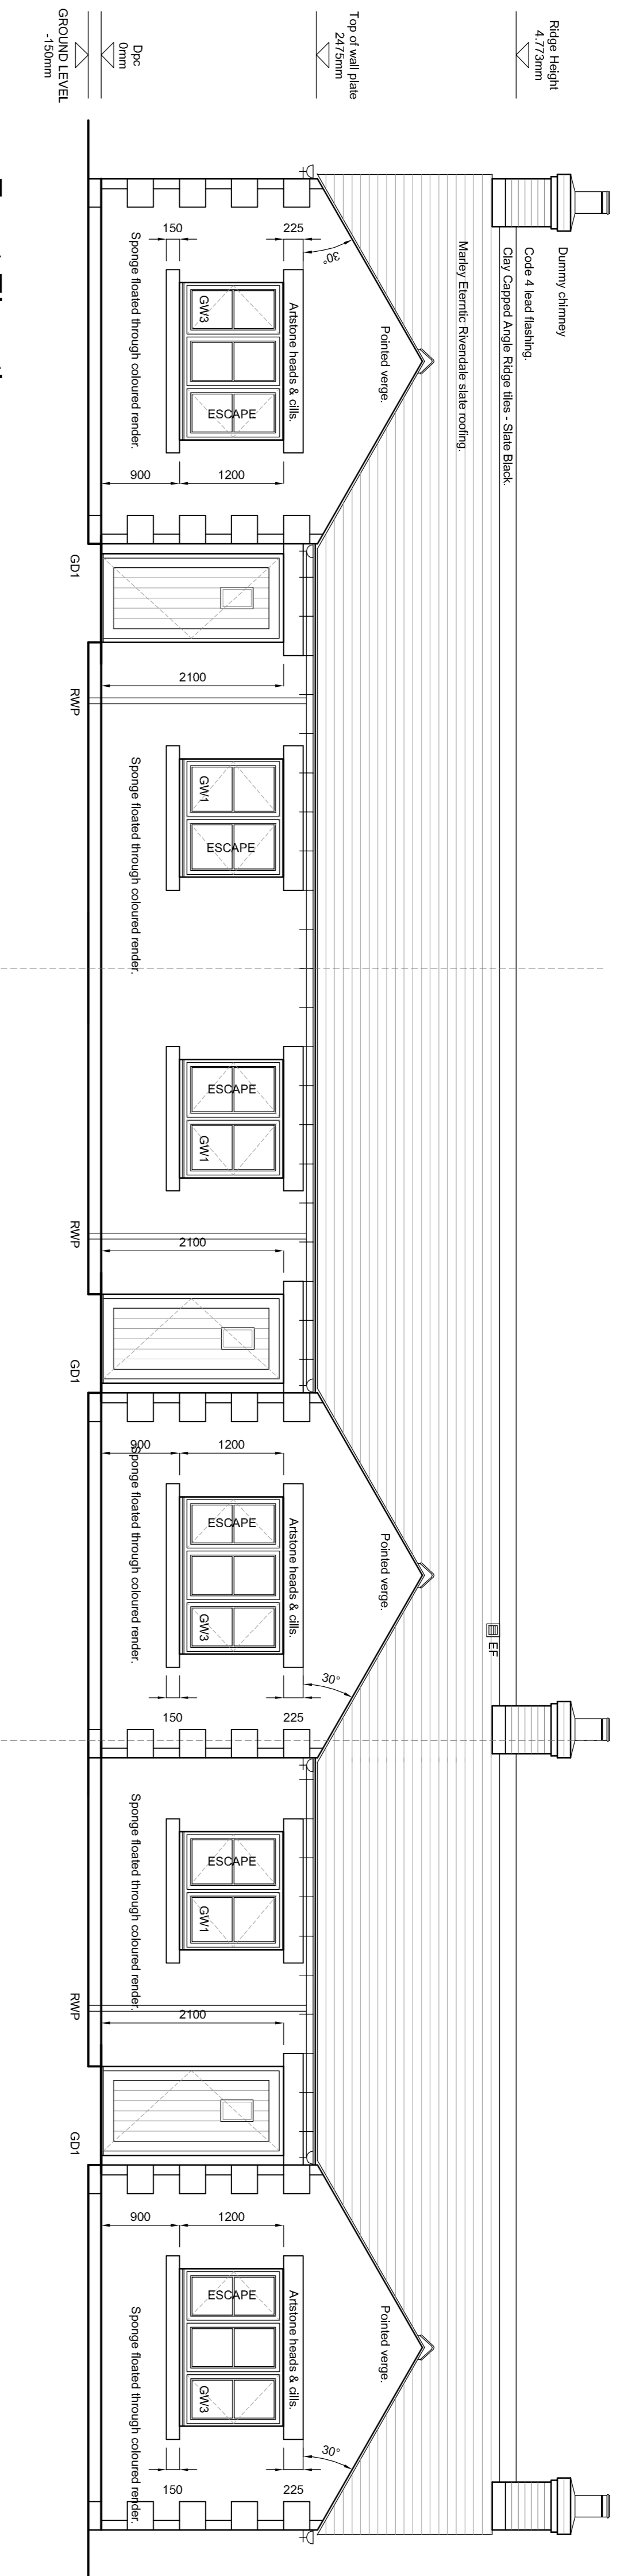 Ridge Height
4.773mm
Top of wall plate
2475mm
Dpc
0mm
GROUND LEVEL
-150mm
Dummy chimney
Code 4 lead flashing.
Clay Capped Angle Ridge tiles - Slate Black.
Marley Eterntic Rivendale slate roofing.
EF
Pointed verge.
30°
Artstone heads & cills.
225
150
GW3
ESCAPE
1200
900
Sponge floated through coloured render.
GD1
2100
RWP
GW1
ESCAPE
Sponge floated through coloured render.
ESCAPE
GW1
2100
RWP
GD1
Pointed verge.
30°
Artstone heads & cills.
1200
900
ESCAPE
GW3
225
150
Sponge floated through coloured render.
ESCAPE
GW1
Sponge floated through coloured render.
2100
RWP
GD1
Pointed verge.
30°
Artstone heads & cills.
1200
900
ESCAPE
GW3
225
150
Sponge floated through coloured render.